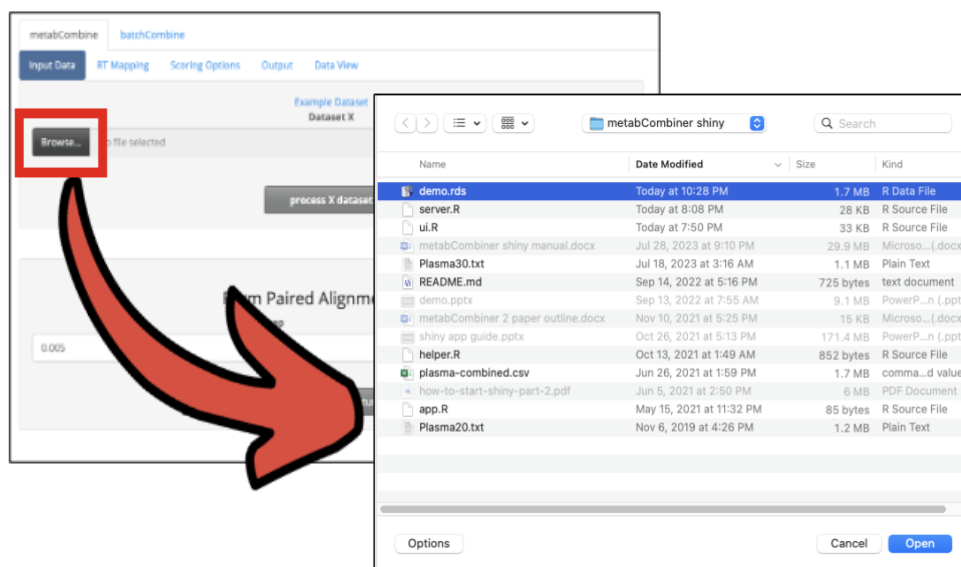 metabCombine batchCombine
Input Data RT Mapping Scoring Options Output Data View
Example Dataset
Dataset X
Browse... file selected
process X dataset
Paired Alignme
0.005
metabCombiner shiny Search
Name Date Modified Size Kind
demo.rds Today at 10:28 PM 1.7 MB R Data File
server.R Today at 8:08 PM 28 KB R Source File
ui.R Today at 7:50 PM 33 KB R Source File
metabCombiner shiny manual.docx Jul 28, 2023 at 9:10 PM 29.9 MB Microso...(.docx
Plasma30.txt Jul 18, 2023 at 3:16 AM 1.1 MB Plain Text
README.md Sep 14, 2022 at 5:16 PM 725 bytes text document
demo.pptx Sep 13, 2022 at 7:55 AM 9.1 MB PowerP...n (.ppt
metabCombiner 2 paper outline.docx Nov 10, 2021 at 5:25 PM 15 KB Microso...(.docx
shiny app guide.pptx Oct 26, 2021 at 5:13 PM 171.4 MB PowerP...n (.ppt
helper.R Oct 13, 2021 at 1:49 AM 852 bytes R Source File
plasma-combined.csv Jun 26, 2021 at 1:59 PM 1.7 MB comma...d value
how-to-start-shiny-part-2.pdf Jun 5, 2021 at 2:50 PM 6 MB PDF Document
app.R May 15, 2021 at 11:32 PM 85 bytes R Source File
Plasma20.txt Nov 6, 2019 at 4:26 PM 1.2 MB Plain Text
Options Cancel Open